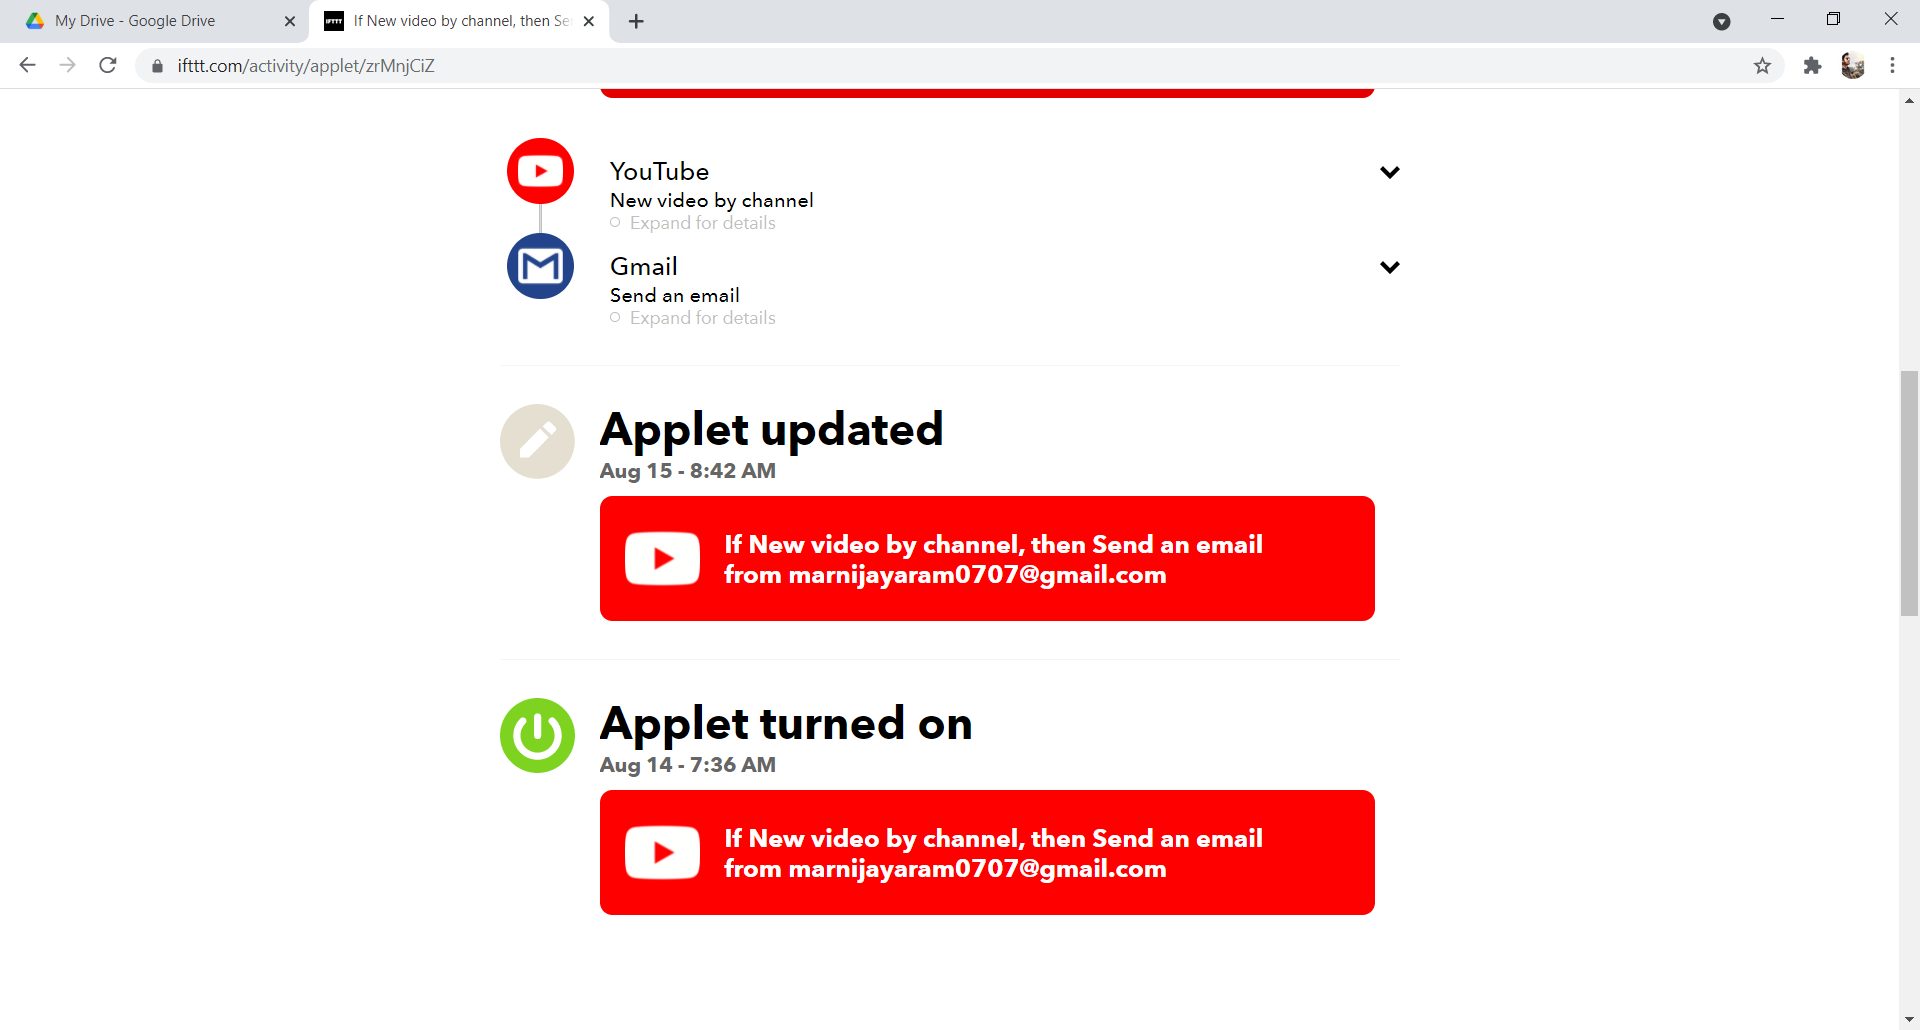 My Drive - Google Drive
IFTTT
If New video by channel, then Se
ifttt.com/activity/applet/zrMnjCiZ
YouTube
New video by channel
Expand for details
Gmail
Send an email
Expand for details
Applet updated
Aug 15 - 8:42 AM
If New video by channel, then Send an email
from marnijayaram0707@gmail.com
Applet turned on
Aug 14 - 7:36 AM
If New video by channel, then Send an email
from marnijayaram0707@gmail.com